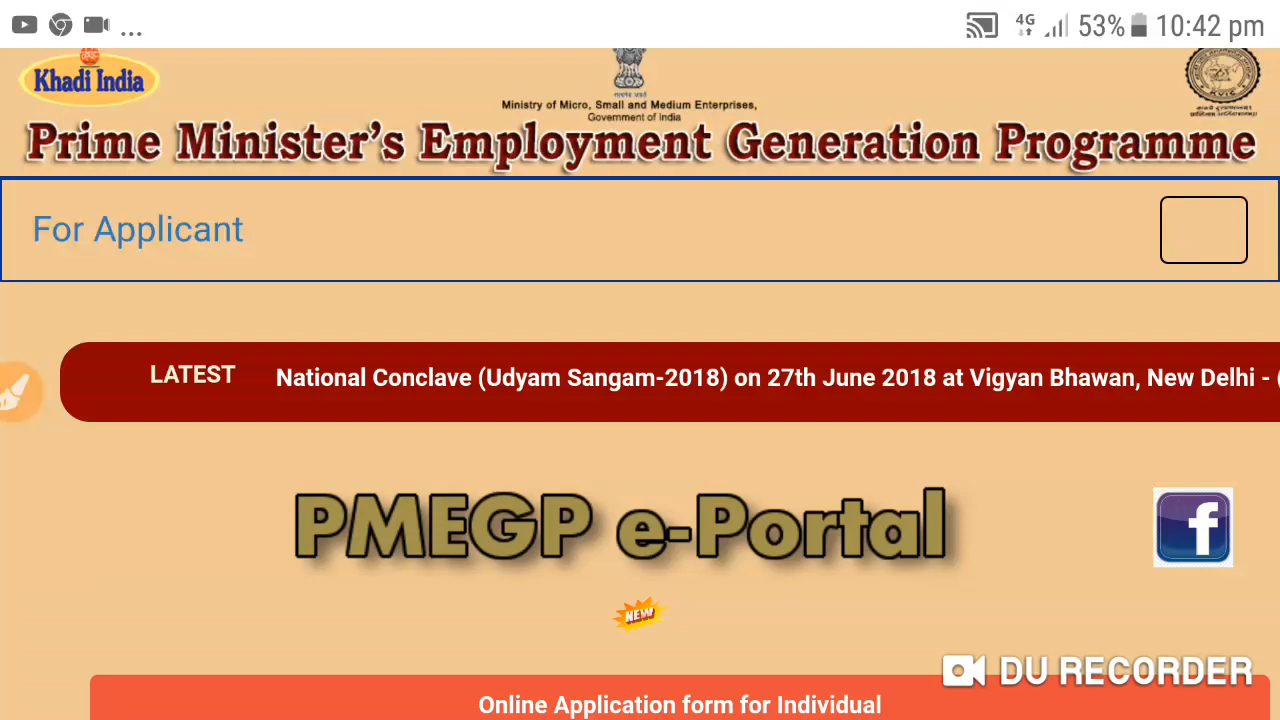 ...
4G 53% 10:42 pm
Khadi India
Ministry of Micro, Small and Medium Enterprises,
Government of India
Prime Minister's Employment Generation Programme
For Applicant
LATEST National Conclave (Udyam Sangam-2018) on 27th June 2018 at Vigyan Bhawan, New Delhi -
PMEGP e-Portal
f
NEW
DU RECORDER
Online Application form for Individual